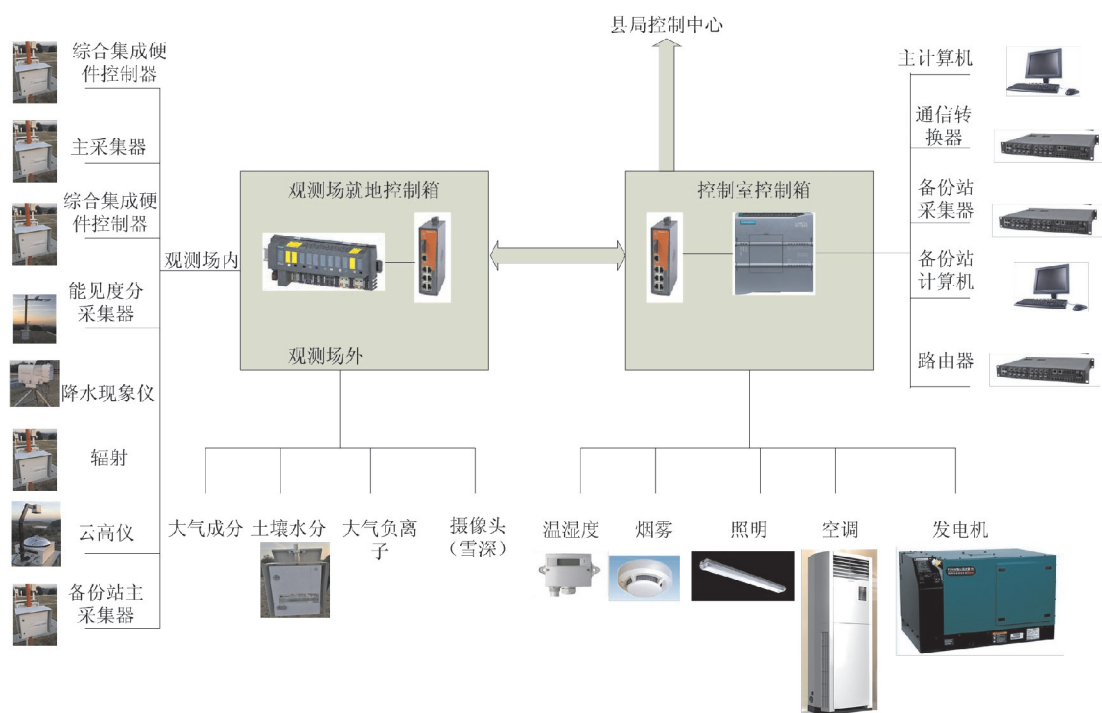 县局控制中心
综合集成硬
件控制器
主采集器
综合集成硬
件控制器
观测场内
能见度分
采集器
降水现象仪
辐射
云高仪
备份站主
采集器
观测场就地控制箱
观测场外
控制室控制箱
主计算机
通信转
换器
备份站
采集器
备份站
计算机
路由器
大气成分
土壤水分
大气负离
子
摄像头
（雪深）
温湿度
烟雾
照明
空调
发电机